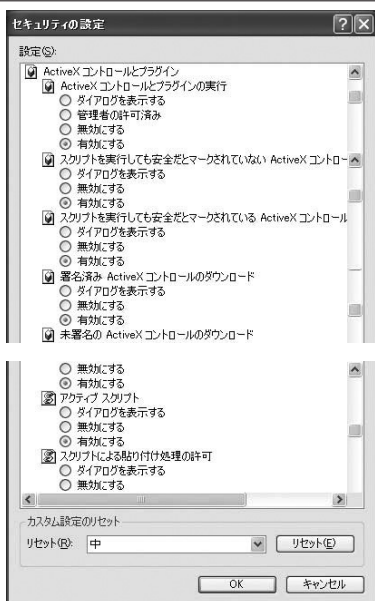 セキュリティの設定
設定(S):
ActiveX コントロールとプラグイン
ActiveX コントロールとプラグインの実行
ダイアログを表示する
管理者の許可済み
無効にする
有効にする
スクリプトを実行しても安全だとマークされていない ActiveX コントロー
ダイアログを表示する
無効にする
有効にする
スクリプトを実行しても安全だとマークされている ActiveX コントロール
ダイアログを表示する
無効にする
有効にする
署名済み ActiveX コントロールのダウンロード
ダイアログを表示する
無効にする
有効にする
未署名の ActiveX コントロールのダウンロード
無効にする
有効にする
アクティブ スクリプト
ダイアログを表示する
無効にする
有効にする
スクリプトによる貼り付け処理の許可
ダイアログを表示する
無効にする
カスタム設定のリセット
リセット(R): 中 リセット(E)
OK キャンセル